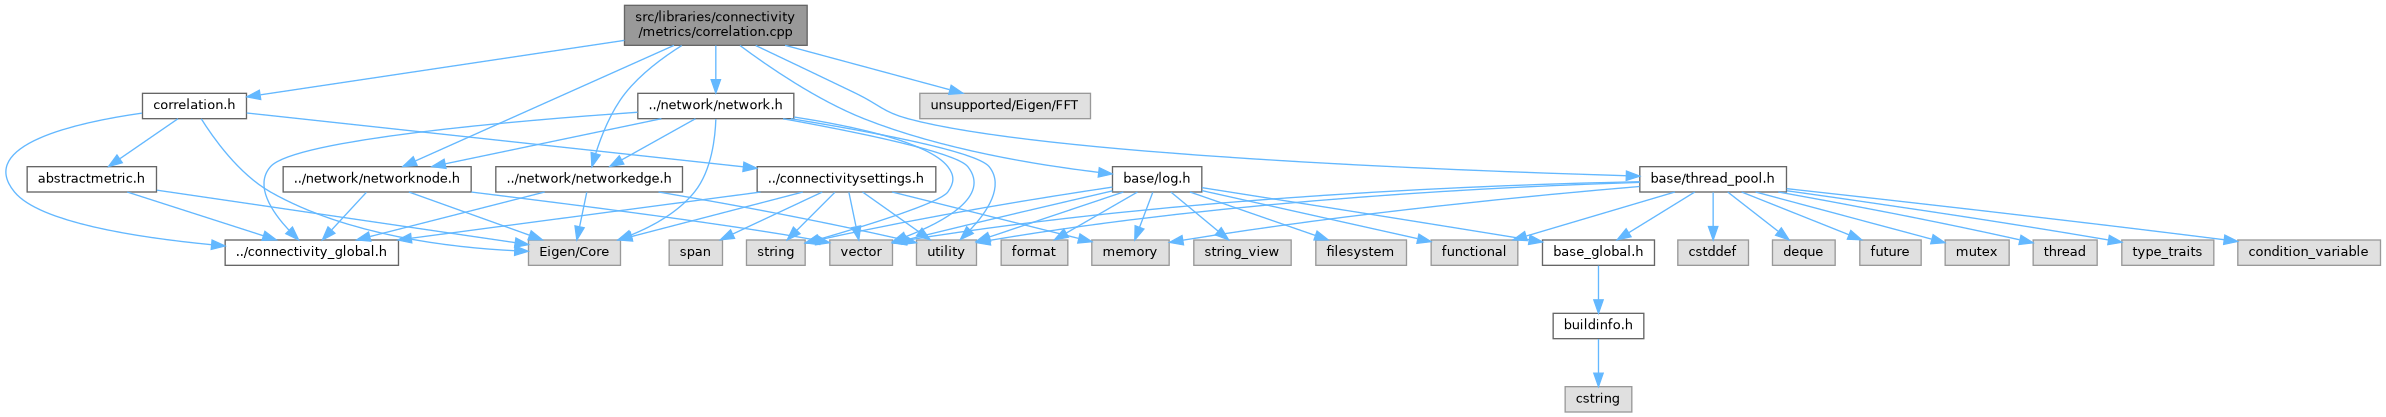 src/libraries/connectivity
/metrics/correlation.cpp
correlation.h
../network/network.h
unsupported/Eigen/FFT
abstractmetric.h
../network/networknode.h
../network/networkedge.h
../connectivitysettings.h
base/log.h
base/thread_pool.h
../connectivity_global.h
Eigen/Core
span
string
vector
utility
format
memory
string_view
filesystem
functional
base_global.h
cstddef
deque
future
mutex
thread
type_traits
condition_variable
buildinfo.h
cstring